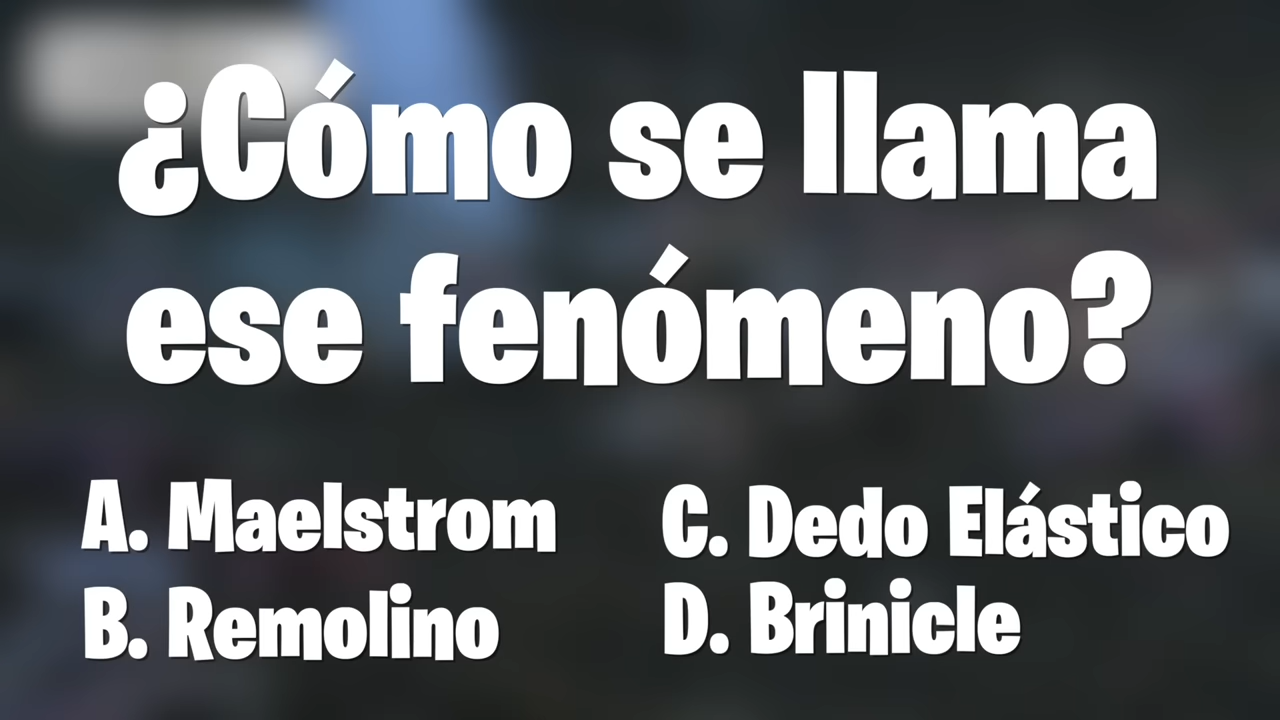 ¿Cómo se llama
ese fenómeno?
A. Maelstrom
B. Remolino
C. Dedo Elástico
D. Brinicle